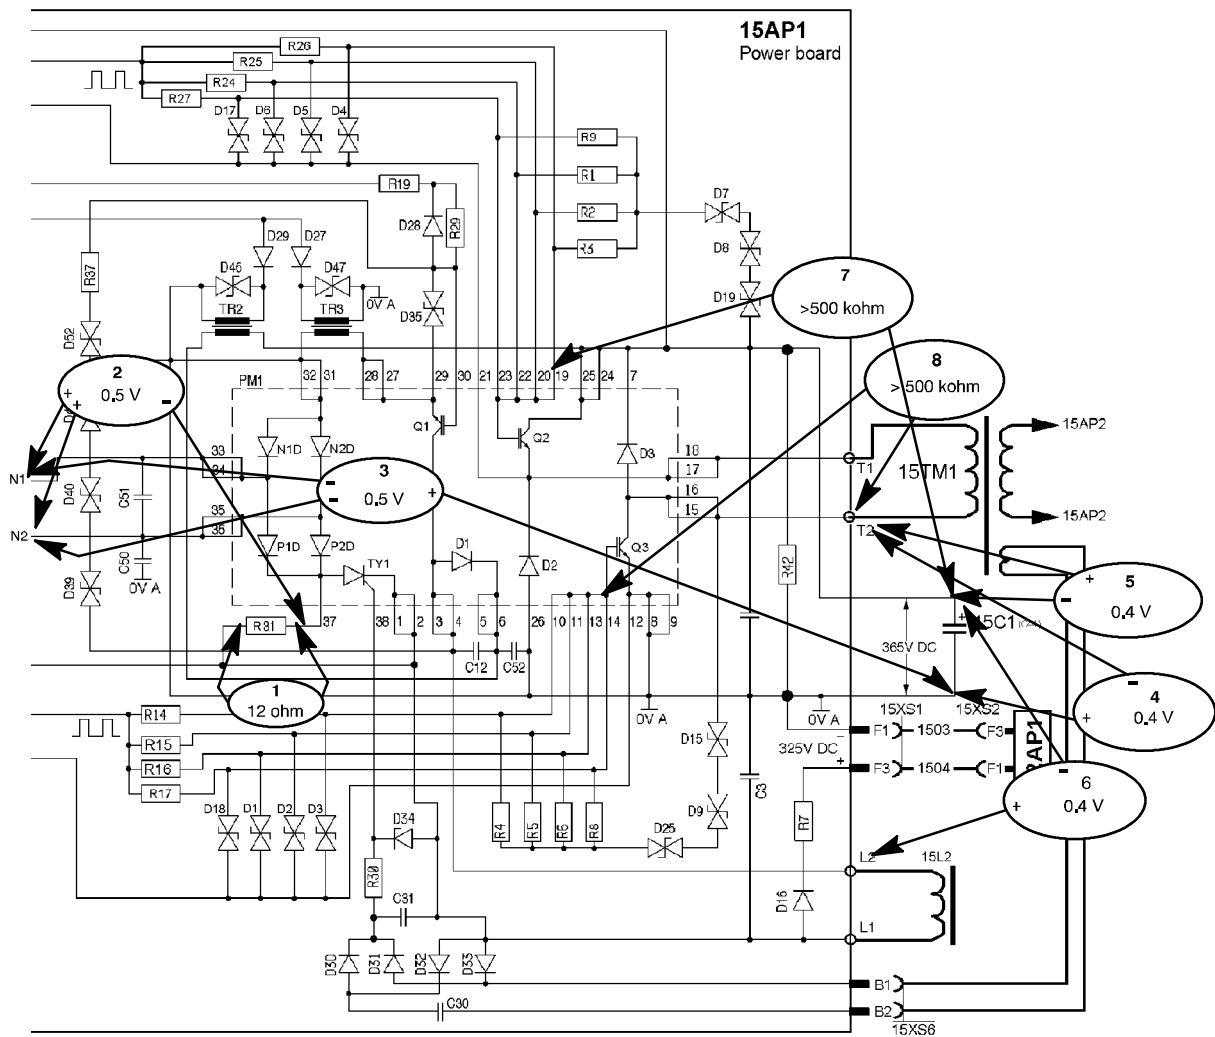 15AP1
Power board
R26
R25
R24
R27
D17 D6 D5 D4
R9
R1
R2
R3
R19
D28
R29
D7
D8
D19
D29 D27
D46 D47
0V A
TR2 TR3
R37
D52
D35
7
>500 kohm
8
>500 kohm
2
+ + 0.5 V -
PM1
32 31 28 27 29 30 21 23 22 20 19 25 24 7
Q1
Q2
D3
N1D N2D
33
34
35
36
18
17
16
15
T1
15TM1
15AP2
15AP2
T2
N1
N2
D40
C51
C50
0V A
D39
3
- - 0.5 V +
P1D P2D
TY1
D1
D2
Q3
R42
5
+ - 0.4 V
R31
37 38 1 2 3 4 5 6 26 10 11 13 14 12 8 9
C12 C52
15C1
+
365V DC
1
12 ohm
4
- + 0.4 V
0V A
0V A
R14
R15
R16
R17
D18 D1 D2 D3
R4 R5 R6 R8
D25
D15
D9
C3
R7
325V DC
- +
15XS1 15XS2
F1 1503 F3
F3 1504 F1
6
- + 0.4 V
D34
R30
C31
D30 D31 D32 D33
C30
D16
L2
15L2
L1
B1
B2
15XS6